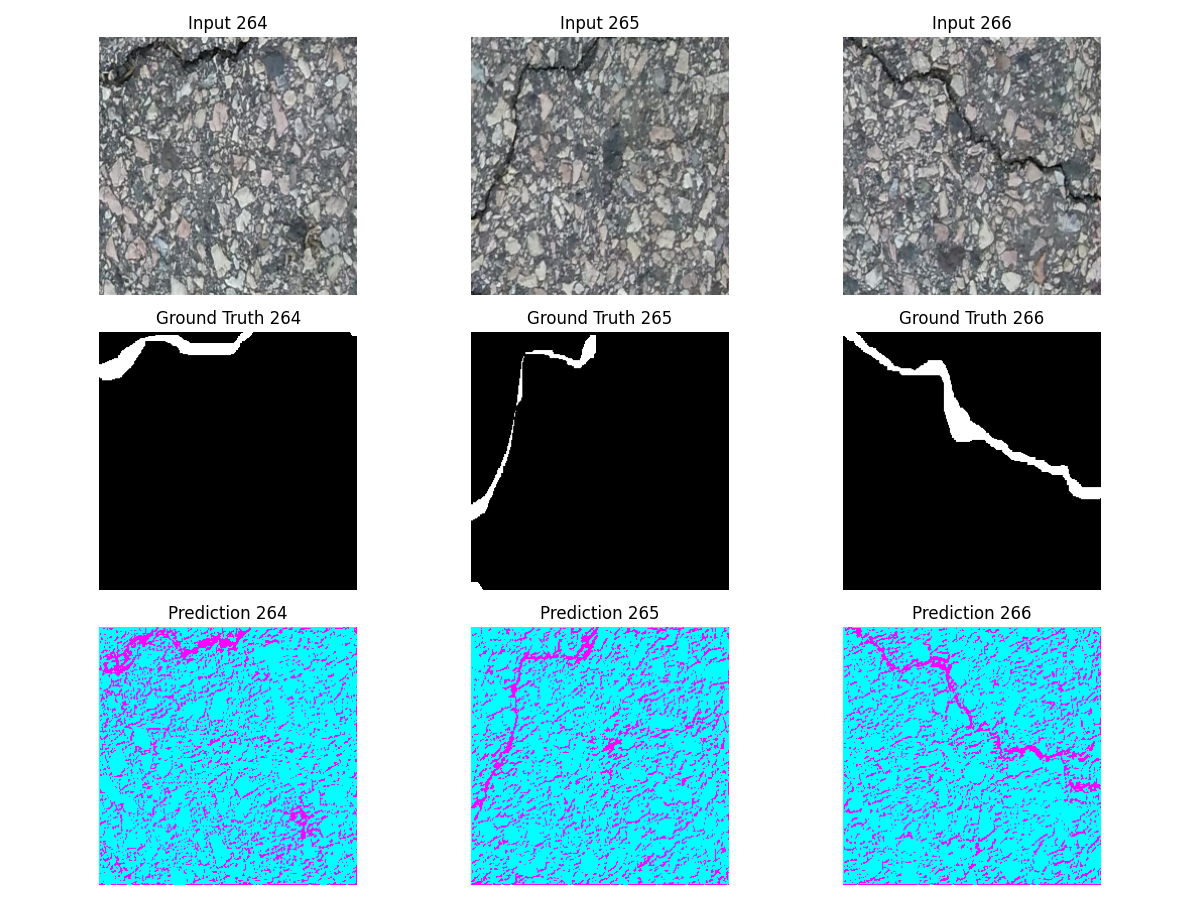 Input 264
Input 265
Input 266
Ground Truth 264
Ground Truth 265
Ground Truth 266
Prediction 264
Prediction 265
Prediction 266